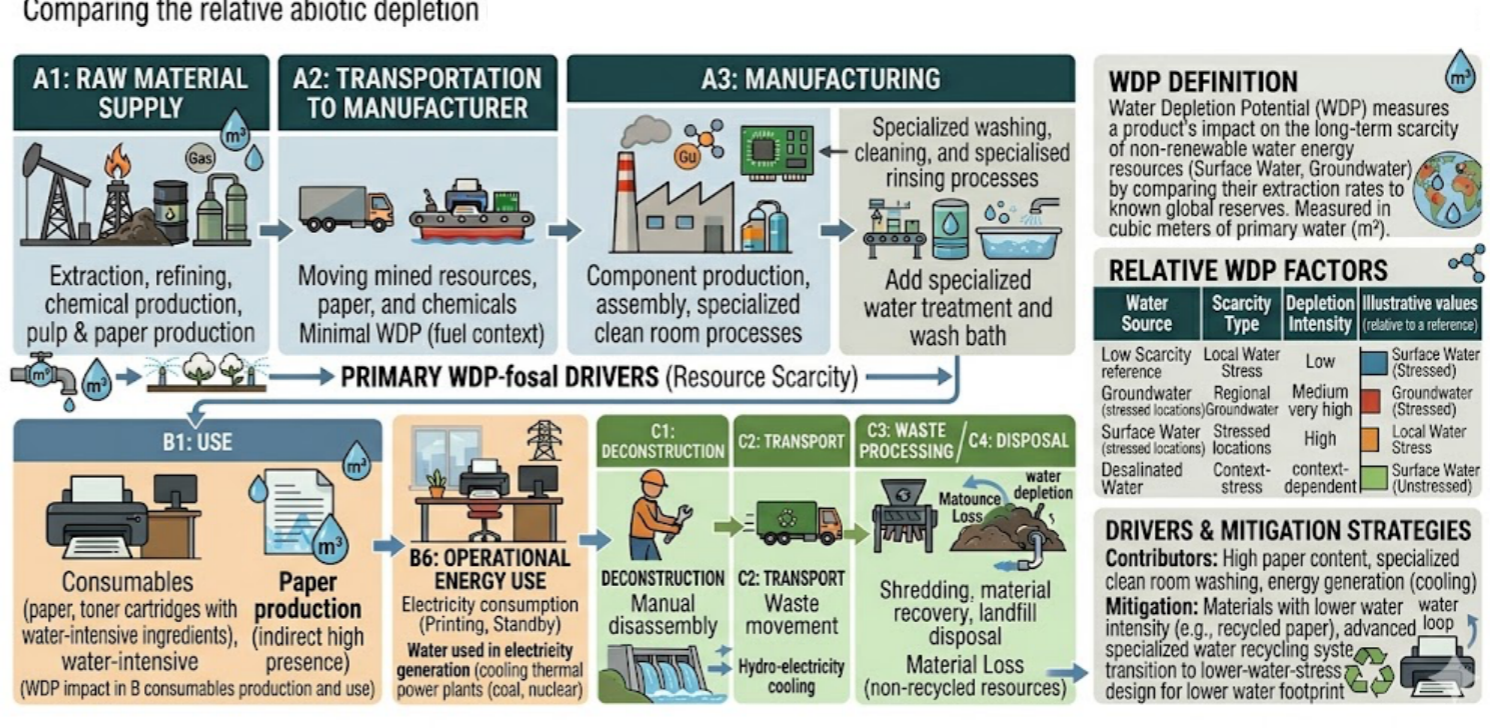 Comparing the relative abiotic depletion
A1: RAW MATERIAL
SUPPLY
m³
Gas
Extraction, refining,
chemical production,
pulp & paper production
A2: TRANSPORTATION
TO MANUFACTURER
Moving mined resources,
paper, and chemicals
Minimal WDP (fuel context)
A3: MANUFACTURING
Gu
Component production,
assembly, specialized
clean room processes
Specialized washing,
cleaning, and specialised
rinsing processes
Add specialized
water treatment and
wash bath
m³
m³
PRIMARY WDP-fosal DRIVERS (Resource Scarcity)
B1: USE
m³
m³
Consumables
(paper, toner cartridges with
water-intensive ingredients),
water-intensive
Paper
production
(indirect high
presence)
(WDP impact in B consumables production and use)
B6: OPERATIONAL
ENERGY USE
Electricity consumption
(Printing, Standby)
Water used in electricity
generation (cooling thermal
power plants (coal, nuclear)
C1:
DECONSTRUCTION
DECONSTRUCTION
Manual
disassembly
C2: TRANSPORT
C2: TRANSPORT
Waste
movement
Hydro-electricity
cooling
C3: WASTE
PROCESSING
C4: DISPOSAL
water
depletion
Matounce
Loss
Shredding, material
recovery, landfill
disposal
Material Loss
(non-recycled resources)
WDP DEFINITION
m³
Water Depletion Potential (WDP) measures
a product's impact on the long-term scarcity
of non-renewable water energy
resources (Surface Water, Groundwater)
by comparing their extraction rates to
known global reserves. Measured in
cubic meters of primary water (m²).
RELATIVE WDP FACTORS
Water Source | Scarcity Type | Depletion Intensity | Illustrative values (relative to a reference)
Low Scarcity reference | Local Water Stress | Low | Surface Water (Stressed)
Groundwater (stressed locations) | Regional Groundwater | Medium very high | Groundwater (Stressed)
Surface Water (stressed locations) | Stressed locations | High | Local Water Stress
Desalinated Water | Context-stress | context-dependent | Surface Water (Unstressed)
DRIVERS & MITIGATION STRATEGIES
Contributors: High paper content, specialized
clean room washing, energy generation (cooling)
Mitigation: Materials with lower water
intensity (e.g., recycled paper), advanced
specialized water recycling syste
transition to lower-water-stress
design for lower water footprint
water
loop